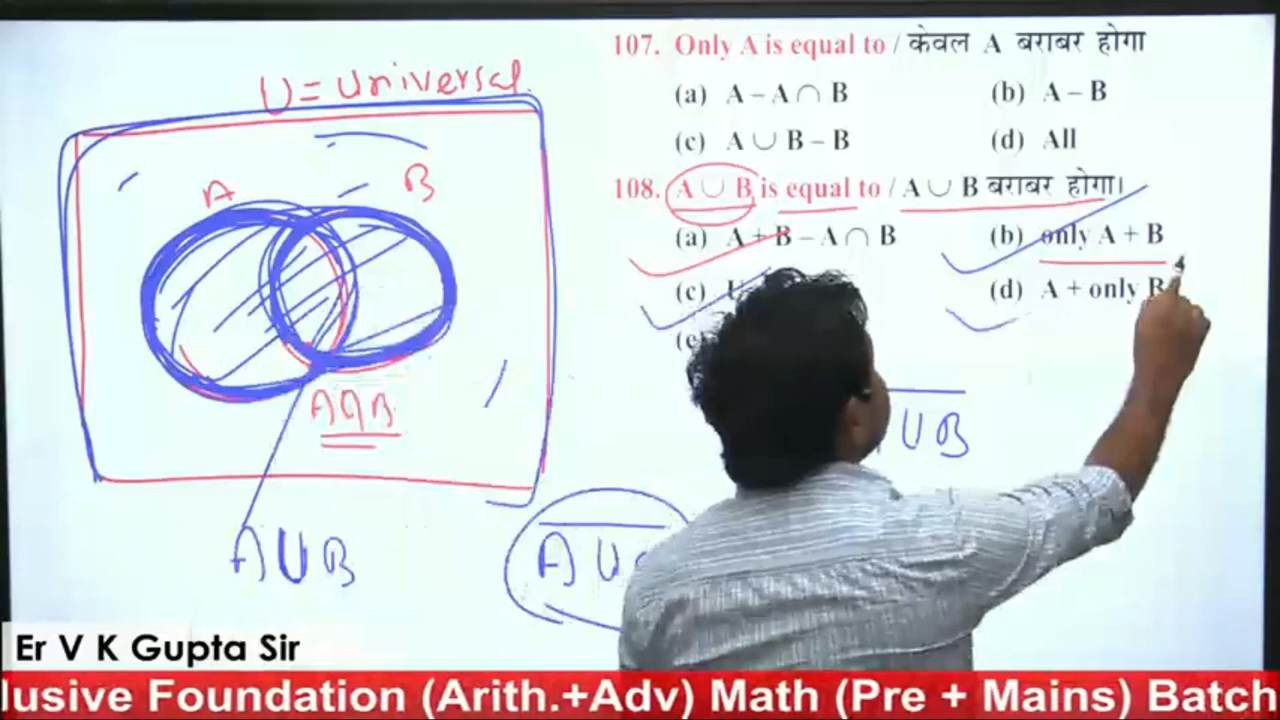 107. Only A is equal to / केवल A बराबर होगा
(a) A – A ∩ B (b) A – B
(c) A ∪ B – B (d) All
108. A ∪ B is equal to / A ∪ B बराबर होगा।
(a) A + B – A ∩ B (b) only A + B
(c) (d) A + only B
U = Universal
A B
A∩B
A∪B
A ∪
∪B
Er V K Gupta Sir
lusive Foundation (Arith.+Adv) Math (Pre + Mains) Batch